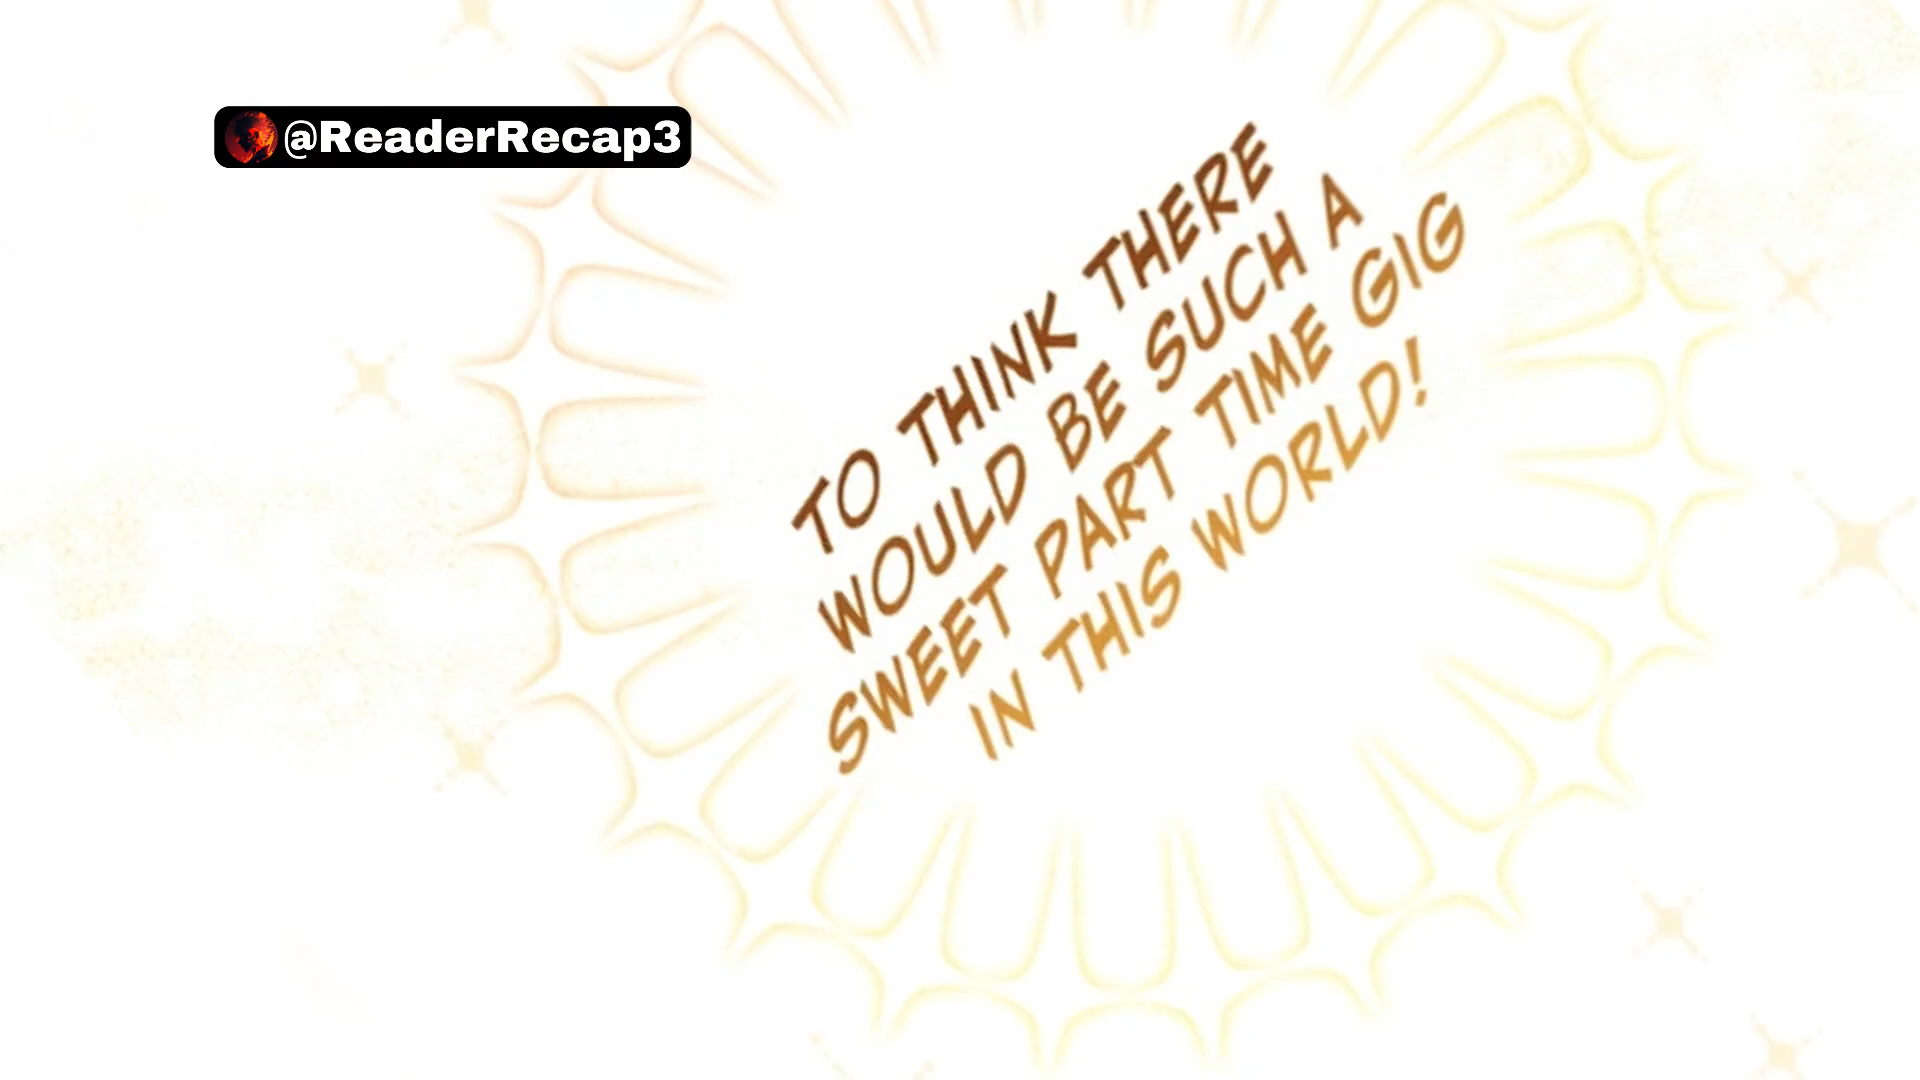 @ReaderRecap3
TO THINK THERE
WOULD BE SUCH A
SWEET PART TIME GIG
IN THIS WORLD!